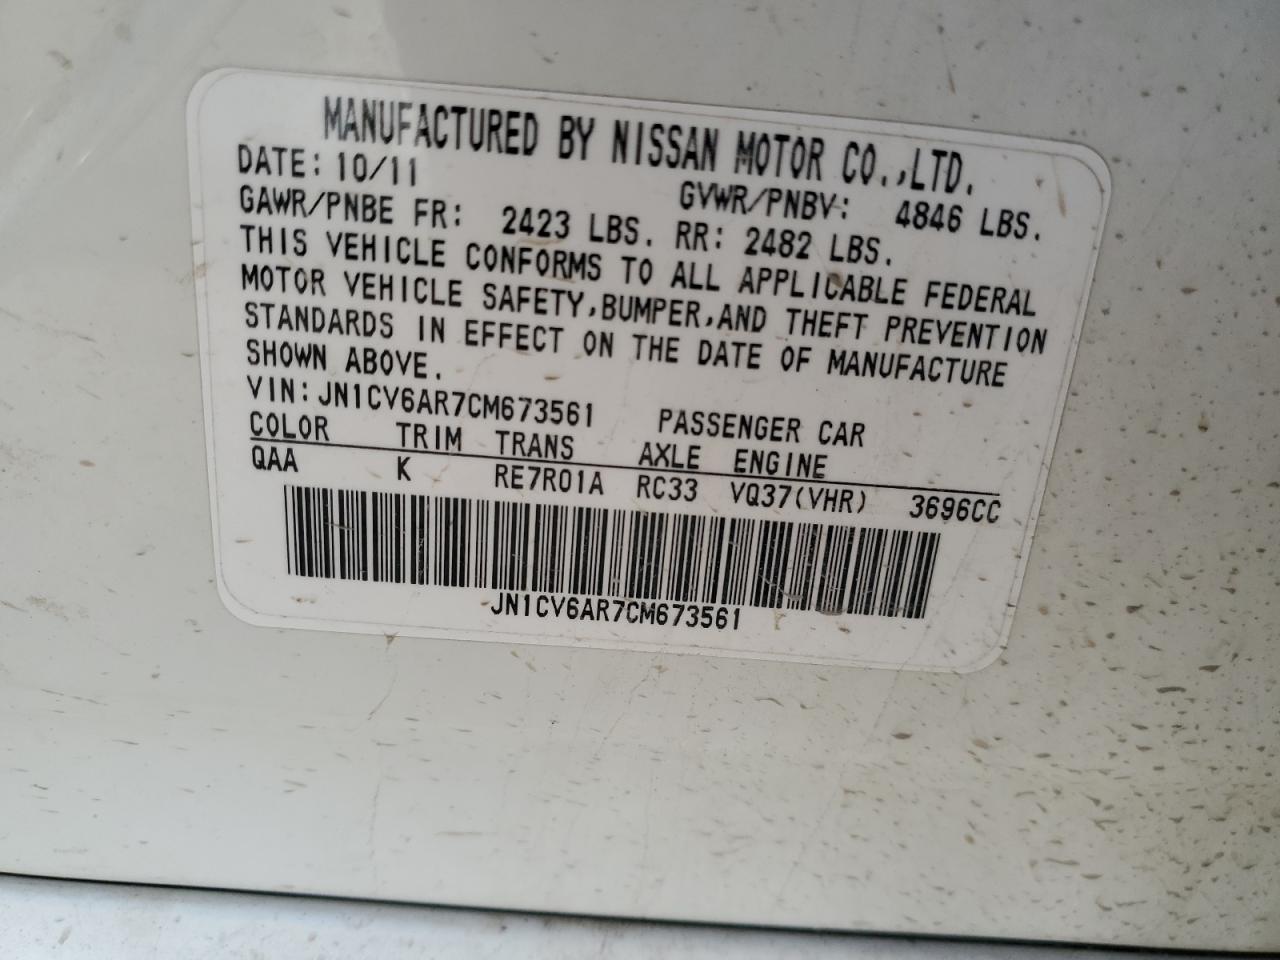 MANUFACTURED BY NISSAN MOTOR CO.,LTD.
DATE: 10/11 GVWR/PNBV: 4846 LBS.
GAWR/PNBE FR: 2423 LBS. RR: 2482 LBS.
THIS VEHICLE CONFORMS TO ALL APPLICABLE FEDERAL
MOTOR VEHICLE SAFETY,BUMPER,AND THEFT PREVENTION
STANDARDS IN EFFECT ON THE DATE OF MANUFACTURE
SHOWN ABOVE.
VIN:JN1CV6AR7CM673561 PASSENGER CAR
COLOR TRIM TRANS AXLE ENGINE
QAA K RE7R01A RC33 VQ37(VHR) 3696CC
JN1CV6AR7CM673561